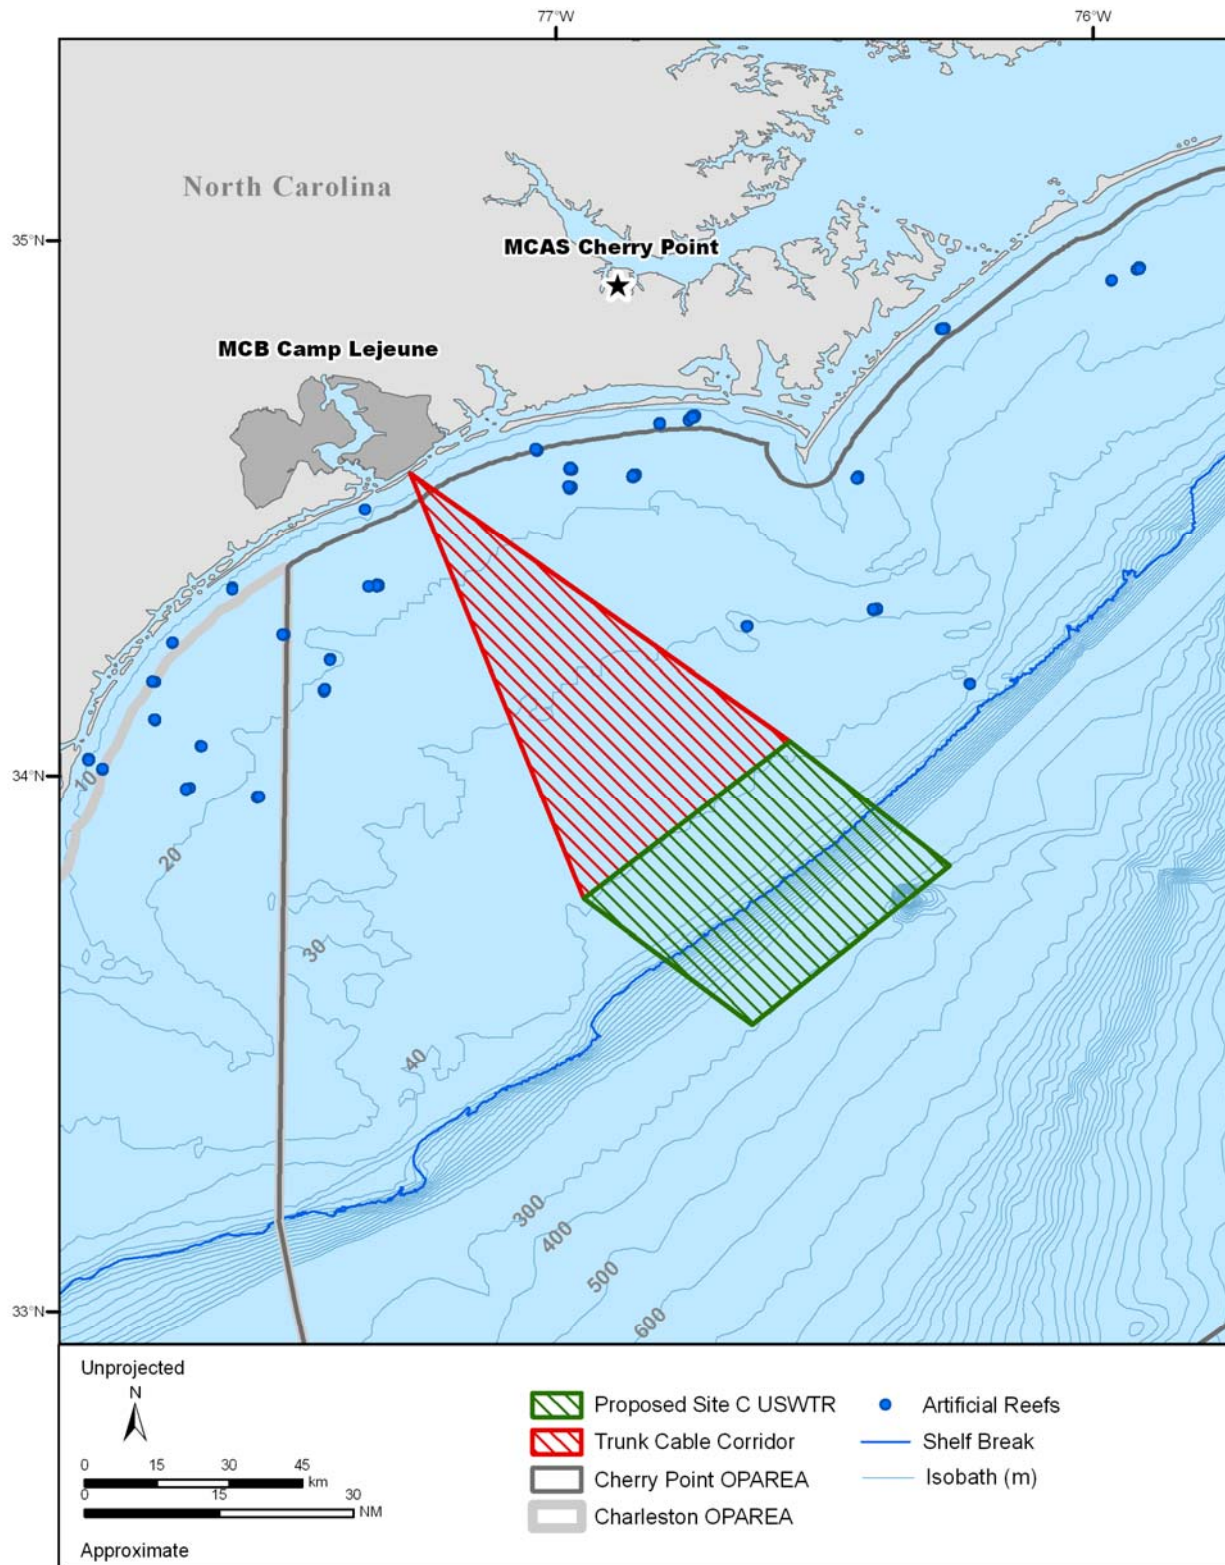 77°W 76°W
North Carolina
35°N
MCAS Cherry Point
MCB Camp Lejeune
34°N
10
20
30
40
300
400
500
600
33°N
Unprojected
N
0 15 30 45
km
0 15 30
NM
Approximate
Proposed Site C USWTR
Trunk Cable Corridor
Cherry Point OPAREA
Charleston OPAREA
Artificial Reefs
Shelf Break
Isobath (m)